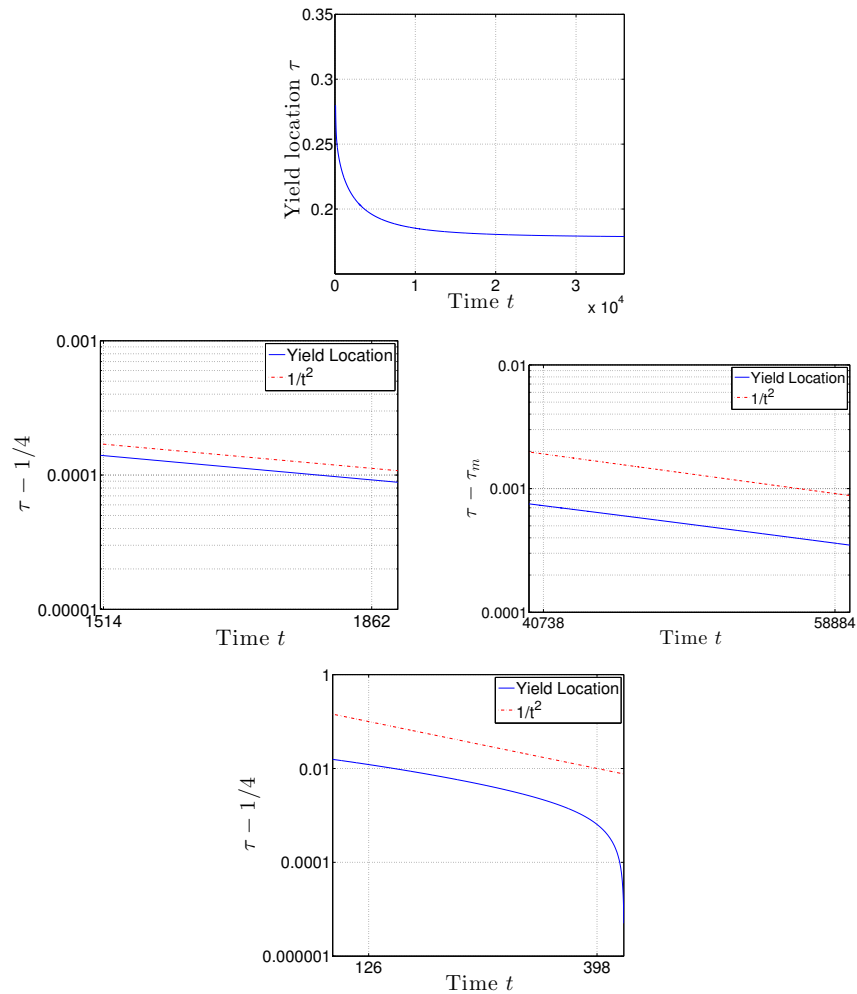 0.35
0.3
0.25
0.2
Yield location τ
0 1 2 3
x 10^4
Time t
0.001
0.0001
0.00001
τ − 1/4
Yield Location
1/t^2
1514 1862
Time t
0.01
0.001
0.0001
τ − τ_m
Yield Location
1/t^2
40738 58884
Time t
1
0.01
0.0001
0.000001
τ − 1/4
Yield Location
1/t^2
126 398
Time t